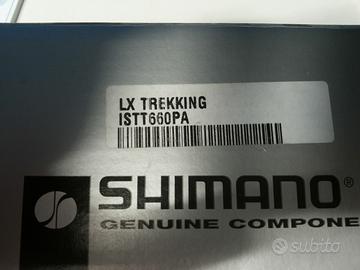 LX TREKKING
ISTT660PA
SHIMANO®
GENUINE COMPONE
subito